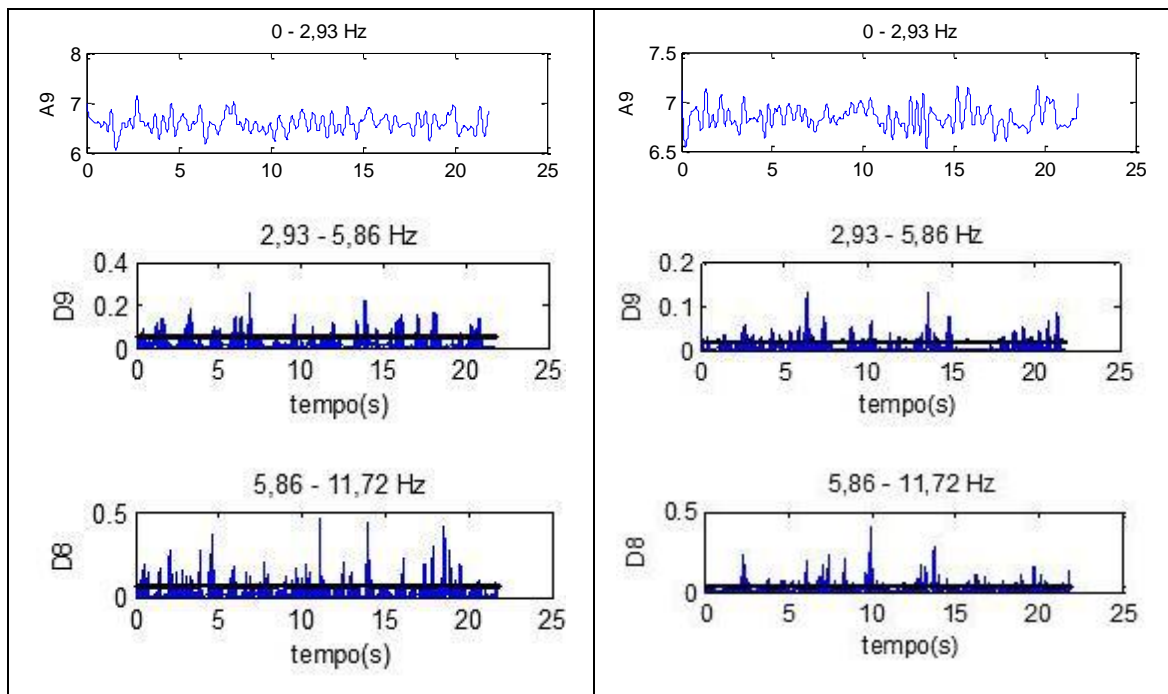 0 - 2,93 Hz
8
7
6
A9
0 5 10 15 20 25
2,93 - 5,86 Hz
0.4
0.2
0
D9
0 5 10 15 20 25
tempo(s)
5,86 - 11,72 Hz
0.5
0
D8
0 5 10 15 20 25
tempo(s)
0 - 2,93 Hz
7.5
7
6.5
A9
0 5 10 15 20 25
2,93 - 5,86 Hz
0.2
0.1
0
D9
0 5 10 15 20 25
tempo(s)
5,86 - 11,72 Hz
0.5
0
D8
0 5 10 15 20 25
tempo(s)